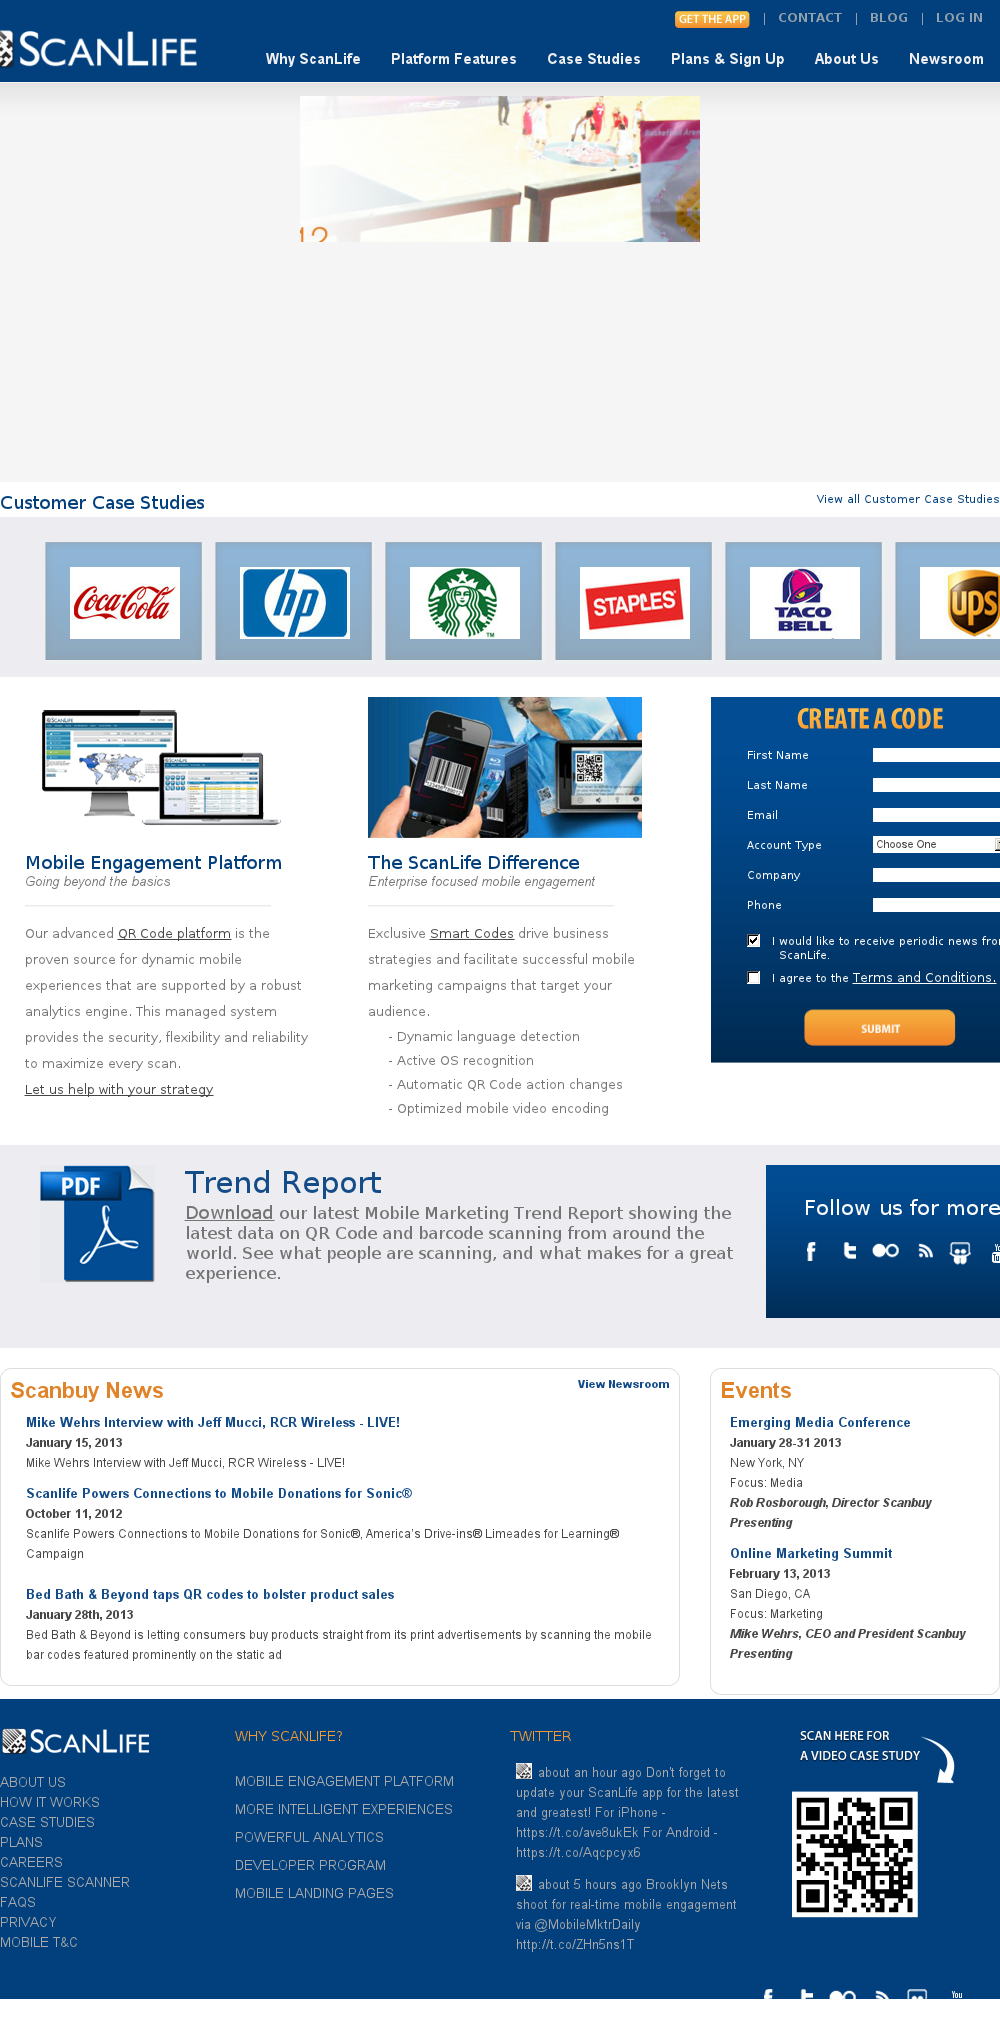 GET THE APP | CONTACT | BLOG | LOG IN
SCANLIFE
Why ScanLife Platform Features Case Studies Plans & Sign Up About Us Newsroom
12
Customer Case Studies
View all Customer Case Studies
Coca-Cola
hp
STAPLES
TACO BELL
ups
Mobile Engagement Platform
Going beyond the basics
Our advanced QR Code platform is the
proven source for dynamic mobile
experiences that are supported by a robust
analytics engine. This managed system
provides the security, flexibility and reliability
to maximize every scan.
Let us help with your strategy
The ScanLife Difference
Enterprise focused mobile engagement
Exclusive Smart Codes drive business
strategies and facilitate successful mobile
marketing campaigns that target your
audience.
- Dynamic language detection
- Active OS recognition
- Automatic QR Code action changes
- Optimized mobile video encoding
CREATE A CODE
First Name
Last Name
Email
Account Type Choose One
Company
Phone
I would like to receive periodic news from
ScanLife.
I agree to the Terms and Conditions.
SUBMIT
PDF
Trend Report
Download our latest Mobile Marketing Trend Report showing the
latest data on QR Code and barcode scanning from around the
world. See what people are scanning, and what makes for a great
experience.
Follow us for more
Scanbuy News
View Newsroom
Mike Wehrs Interview with Jeff Mucci, RCR Wireless - LIVE!
January 15, 2013
Mike Wehrs Interview with Jeff Mucci, RCR Wireless - LIVE!
Scanlife Powers Connections to Mobile Donations for Sonic®
October 11, 2012
Scanlife Powers Connections to Mobile Donations for Sonic®, America's Drive-ins® Limeades for Learning®
Campaign
Bed Bath & Beyond taps QR codes to bolster product sales
January 28th, 2013
Bed Bath & Beyond is letting consumers buy products straight from its print advertisements by scanning the mobile
bar codes featured prominently on the static ad
Events
Emerging Media Conference
January 28-31 2013
New York, NY
Focus: Media
Rob Rosborough, Director Scanbuy
Presenting
Online Marketing Summit
February 13, 2013
San Diego, CA
Focus: Marketing
Mike Wehrs, CEO and President Scanbuy
Presenting
SCANLIFE
ABOUT US
HOW IT WORKS
CASE STUDIES
PLANS
CAREERS
SCANLIFE SCANNER
FAQS
PRIVACY
MOBILE T&C
WHY SCANLIFE?
MOBILE ENGAGEMENT PLATFORM
MORE INTELLIGENT EXPERIENCES
POWERFUL ANALYTICS
DEVELOPER PROGRAM
MOBILE LANDING PAGES
TWITTER
about an hour ago Don't forget to
update your ScanLife app for the latest
and greatest! For iPhone -
https://t.co/ave8ukEk For Android -
https://t.co/Aqcpcyx6
about 5 hours ago Brooklyn Nets
shoot for real-time mobile engagement
via @MobileMktrDaily
http://t.co/ZHn5ns1T
SCAN HERE FOR
A VIDEO CASE STUDY
You